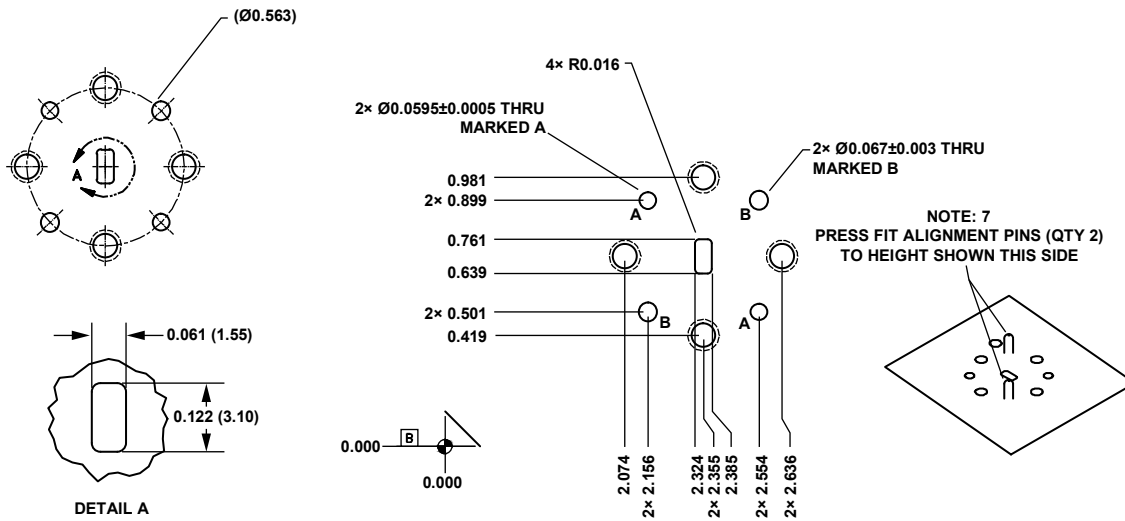 (Ø0.563)
A
0.061 (1.55)
0.122 (3.10)
DETAIL A
4× R0.016
2× Ø0.0595±0.0005 THRU
MARKED A
2× Ø0.067±0.003 THRU
MARKED B
0.981
2× 0.899
0.761
0.639
2× 0.501
0.419
A
B
B
A
0.000
B
0.000
2.074
2× 2.156
2.324
2× 2.355
2.385
2× 2.554
2× 2.636
NOTE: 7
PRESS FIT ALIGNMENT PINS (QTY 2)
TO HEIGHT SHOWN THIS SIDE